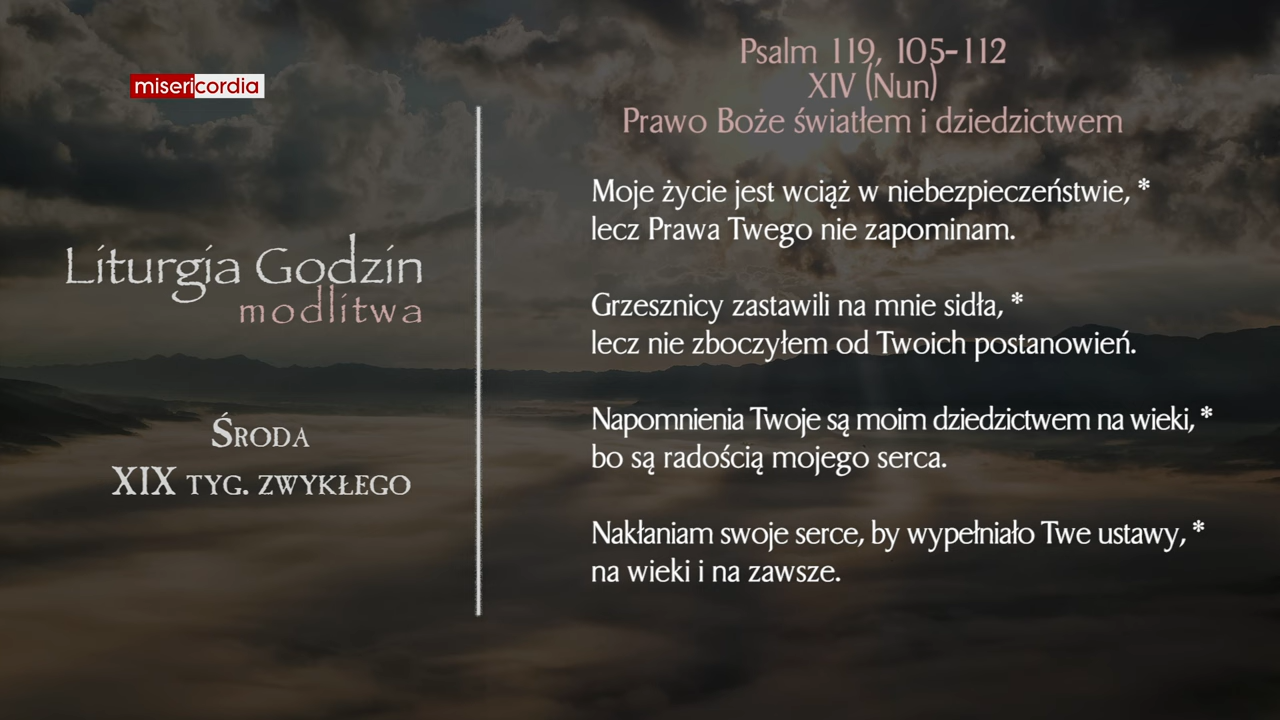 misericordia
Liturgia Godzin
modlitwa
Środa
XIX tyg. zwykłego
Psalm 119, 105-112
XIV (Nun)
Prawo Boże światłem i dziedzictwem
Moje życie jest wciąż w niebezpieczeństwie, *
lecz Prawa Twego nie zapominam.
Grzesznicy zastawili na mnie sidła, *
lecz nie zboczyłem od Twoich postanowień.
Napomnienia Twoje są moim dziedzictwem na wieki, *
bo są radością mojego serca.
Nakłaniam swoje serce, by wypełniało Twe ustawy, *
na wieki i na zawsze.